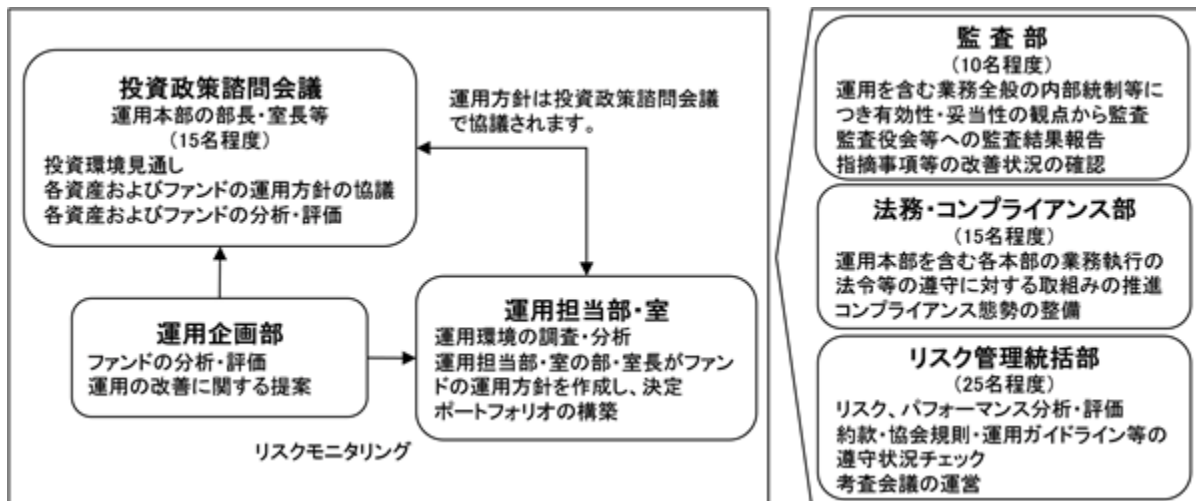 投資政策諮問会議
運用本部の部長・室長等
(15名程度)
投資環境見通し
各資産およびファンドの運用方針の協議
各資産およびファンドの分析・評価
運用方針は投資政策諮問会議
で協議されます。
運用企画部
ファンドの分析・評価
運用の改善に関する提案
運用担当部・室
運用環境の調査・分析
運用担当部・室の部・室長がファン
ドの運用方針を作成し、決定
ポートフォリオの構築
リスクモニタリング
監 査 部
(10名程度)
運用を含む業務全般の内部統制等に
つき有効性・妥当性の観点から監査
監査役会等への監査結果報告
指摘事項等の改善状況の確認
法務・コンプライアンス部
(15名程度)
運用本部を含む各本部の業務執行の
法令等の遵守に対する取組みの推進
コンプライアンス態勢の整備
リスク管理統括部
(25名程度)
リスク、パフォーマンス分析・評価
約款・協会規則・運用ガイドライン等の
遵守状況チェック
考査会議の運営